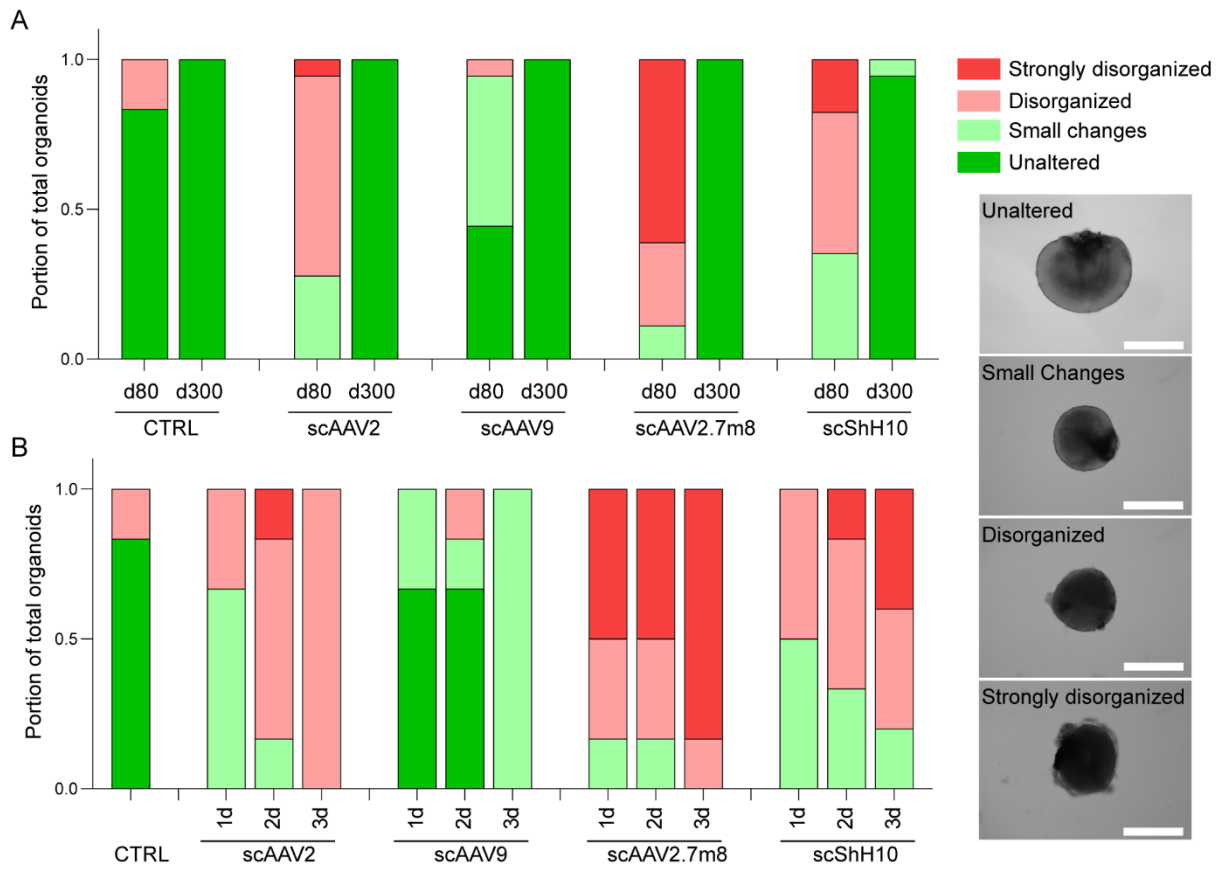 A
Portion of total organoids
1.0
0.5
0.0
d80 d300 d80 d300 d80 d300 d80 d300 d80 d300
CTRL scAAV2 scAAV9 scAAV2.7m8 scShH10
Strongly disorganized
Disorganized
Small changes
Unaltered
Unaltered
Small Changes
Disorganized
Strongly disorganized
B
Portion of total organoids
1.0
0.5
0.0
1d 2d 3d 1d 2d 3d 1d 2d 3d 1d 2d 3d
CTRL scAAV2 scAAV9 scAAV2.7m8 scShH10